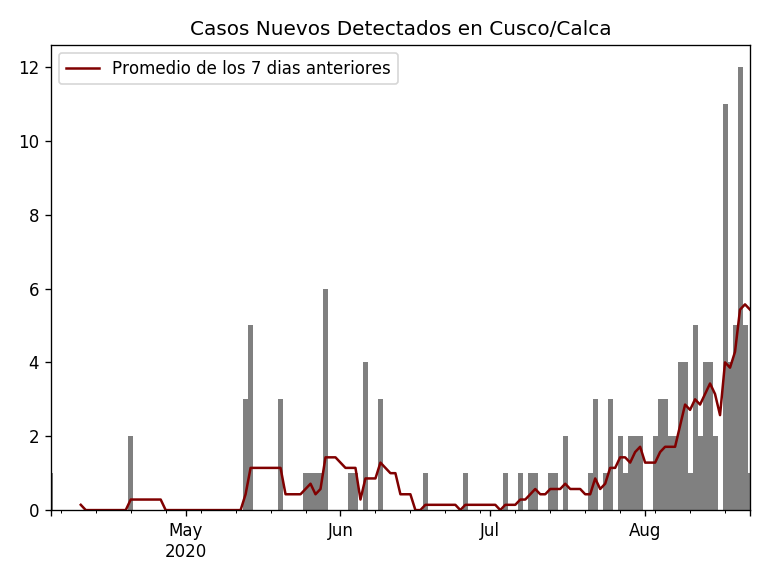 Casos Nuevos Detectados en Cusco/Calca
Promedio de los 7 dias anteriores
12
10
8
6
4
2
0
May Jun Jul Aug
2020